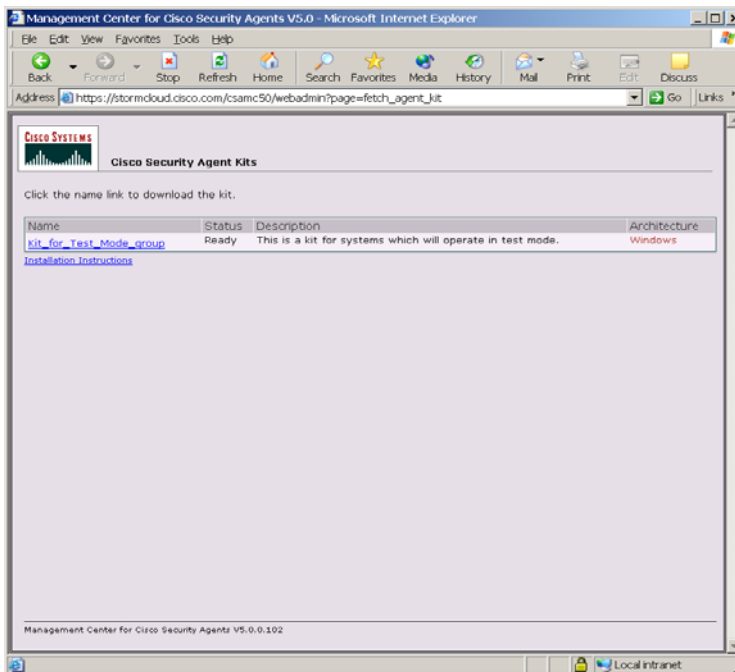 Management Center for Cisco Security Agents V5.0 - Microsoft Internet Explorer
File Edit View Favorites Tools Help
Back Forward Stop Refresh Home Search Favorites Media History Mail Print Edit Discuss
Address https://stormcloud.cisco.com/csamc50/webadmin?page=fetch_agent_kit Go Links
CISCO SYSTEMS
Cisco Security Agent Kits
Click the name link to download the kit.
Name Status Description Architecture
Kit_for_Test_Mode_group Ready This is a kit for systems which will operate in test mode. Windows
Installation Instructions
Management Center for Cisco Security Agents V5.0.0.102
Local intranet